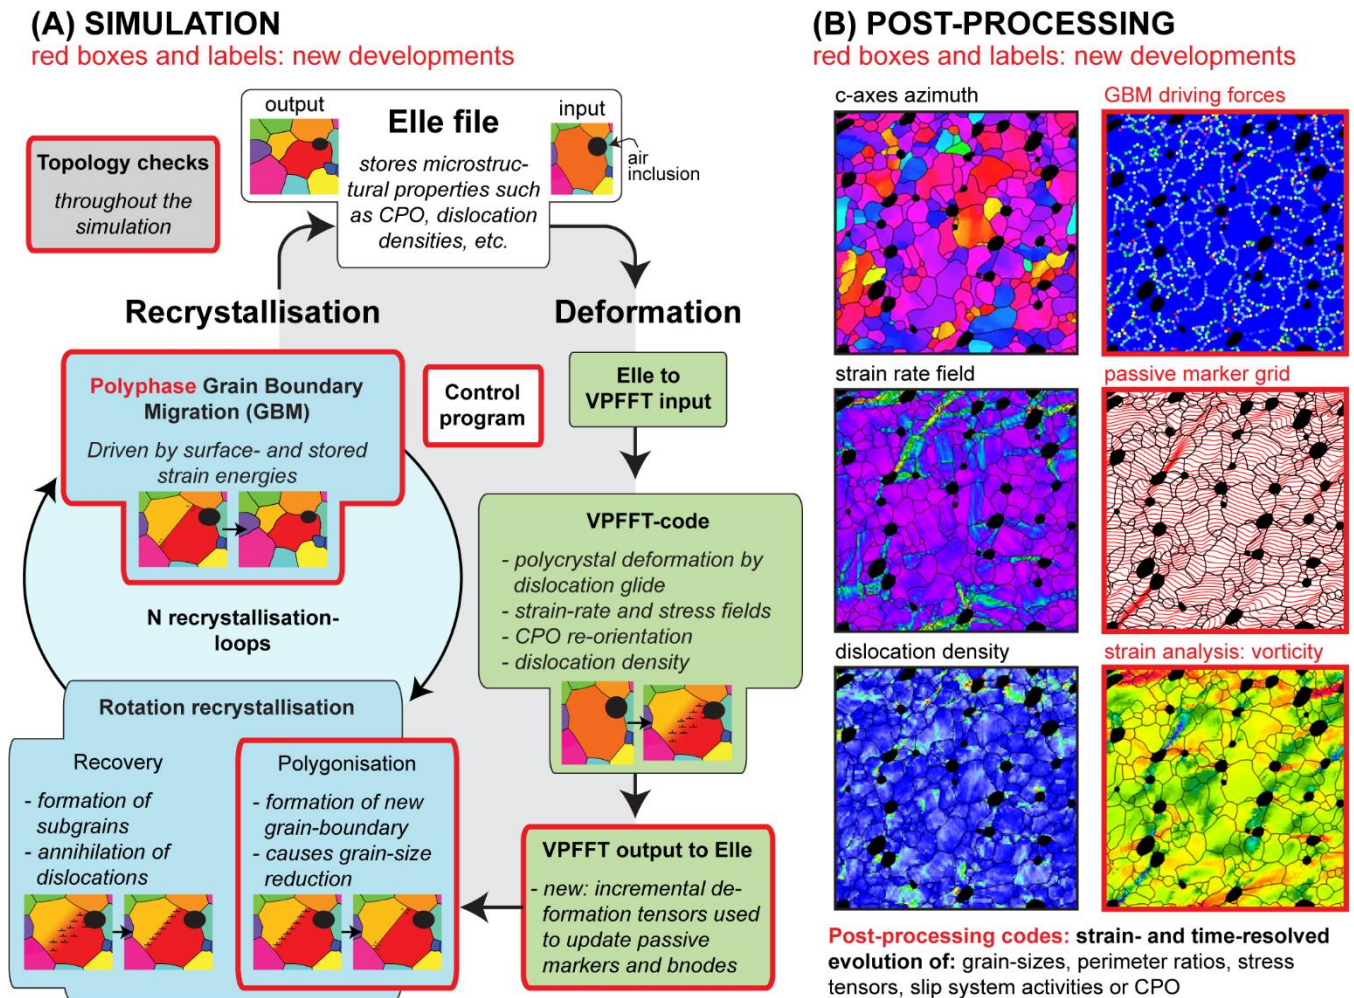 (A) SIMULATION
red boxes and labels: new developments
output
Elle file
input
stores microstruc-
tural properties such
as CPO, dislocation
densities, etc.
air
inclusion
Topology checks
throughout the
simulation
Recrystallisation
Deformation
Polyphase Grain Boundary
Migration (GBM)
Driven by surface- and stored
strain energies
Control
program
Elle to
VPFFT input
N recrystallisation-
loops
VPFFT-code
- polycrystal deformation by
dislocation glide
- strain-rate and stress fields
- CPO re-orientation
- dislocation density
Rotation recrystallisation
Recovery
- formation of
subgrains
- annihilation of
dislocations
Polygonisation
- formation of new
grain-boundary
- causes grain-size
reduction
VPFFT output to Elle
- new: incremental de-
formation tensors used
to update passive
markers and bnodes
(B) POST-PROCESSING
red boxes and labels: new developments
c-axes azimuth
GBM driving forces
strain rate field
passive marker grid
dislocation density
strain analysis: vorticity
Post-processing codes: strain- and time-resolved
evolution of: grain-sizes, perimeter ratios, stress
tensors, slip system activities or CPO